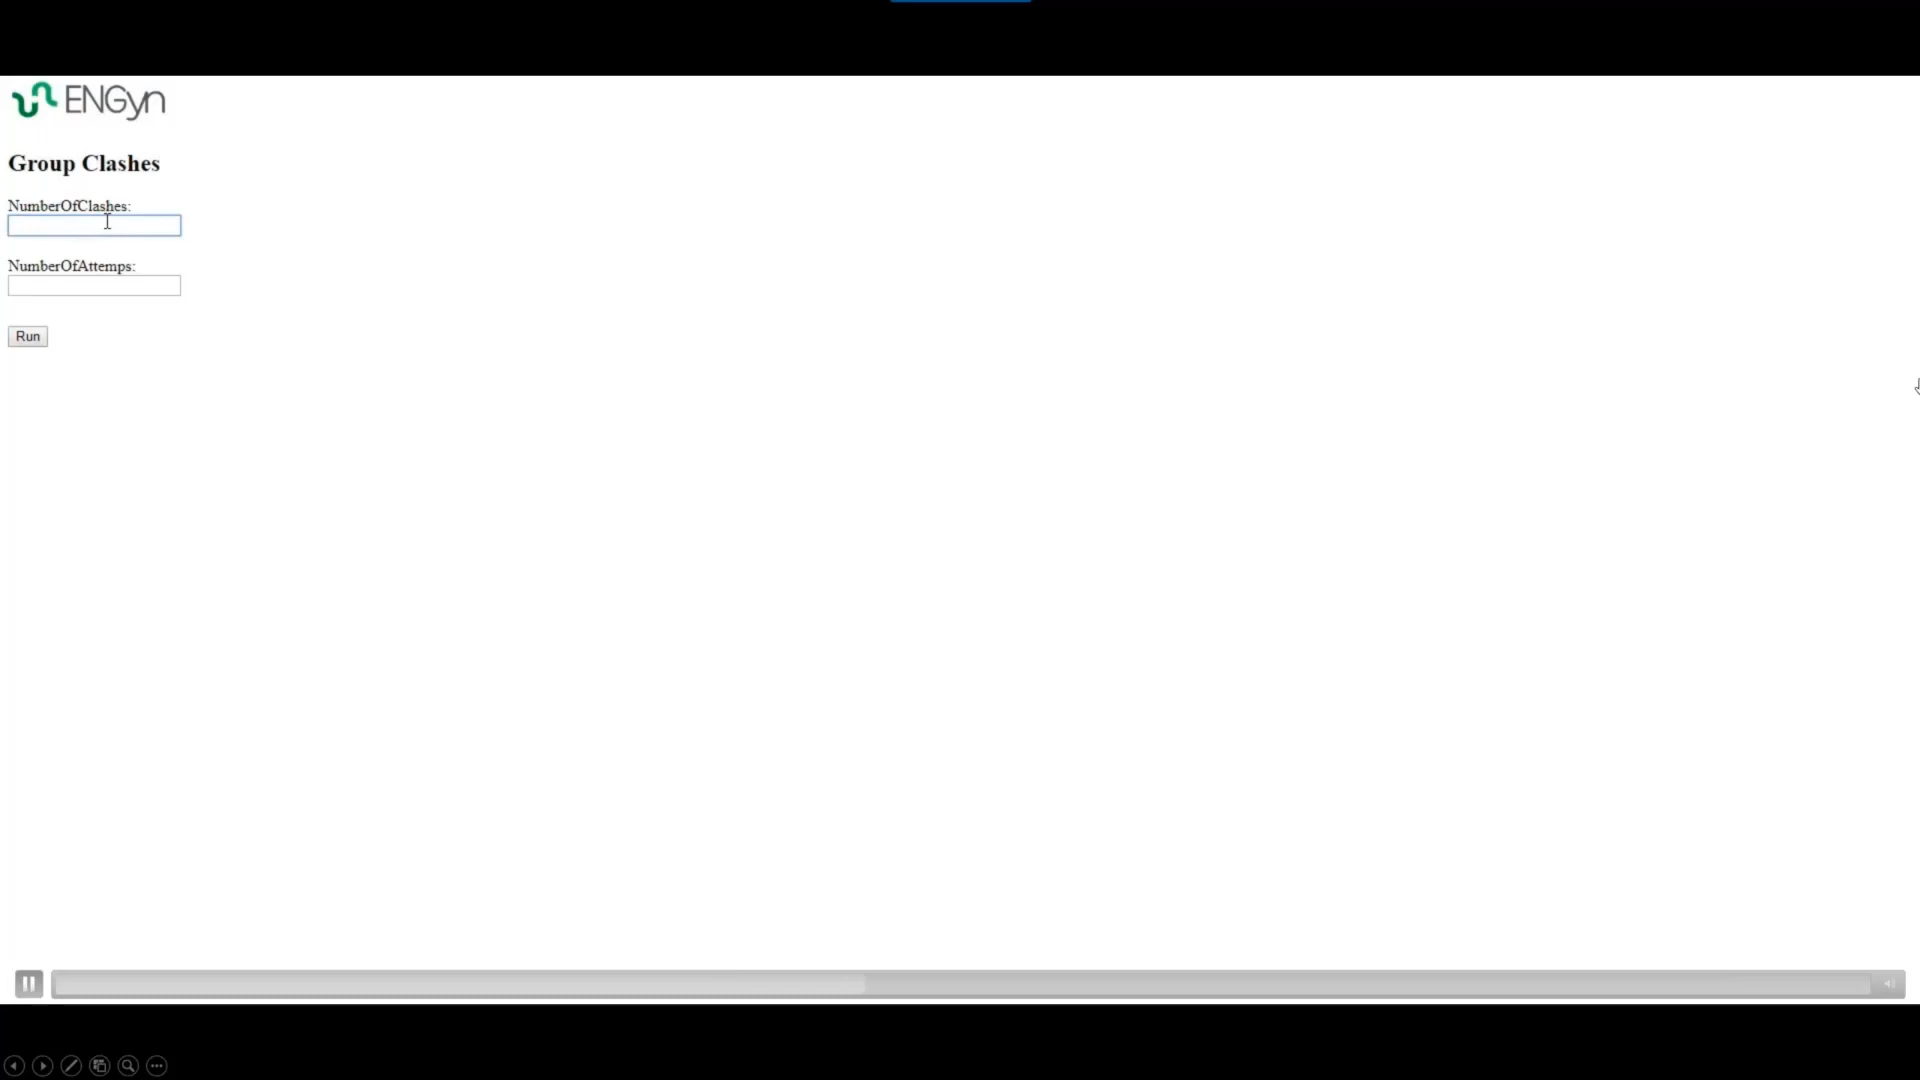 ENGyn
Group Clashes
NumberOfClashes:
NumberOfAttemps:
Run